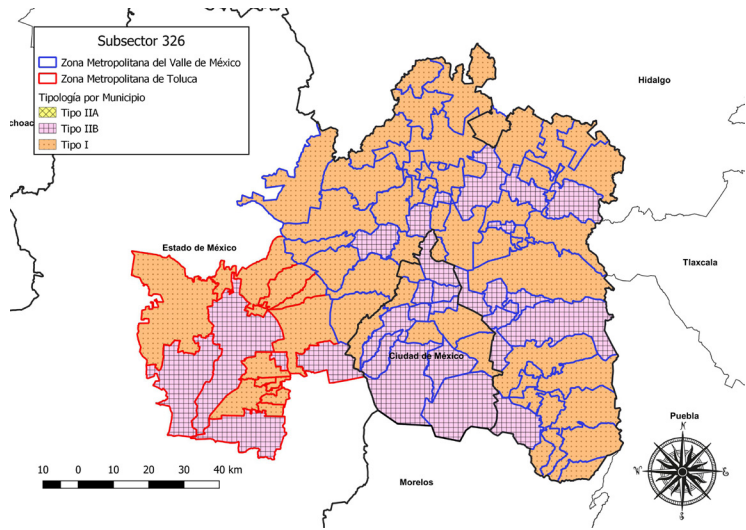 Subsector 326
Zona Metropolitana del Valle de México
Zona Metropolitana de Toluca
Tipología por Municipio
Tipo IIA
Tipo IIB
Tipo I
Hidalgo
choac
Estado de México
Tlaxcala
Ciudad de México
Puebla
N
W
E
S
10 0 10 20 30 40 km
Morelos